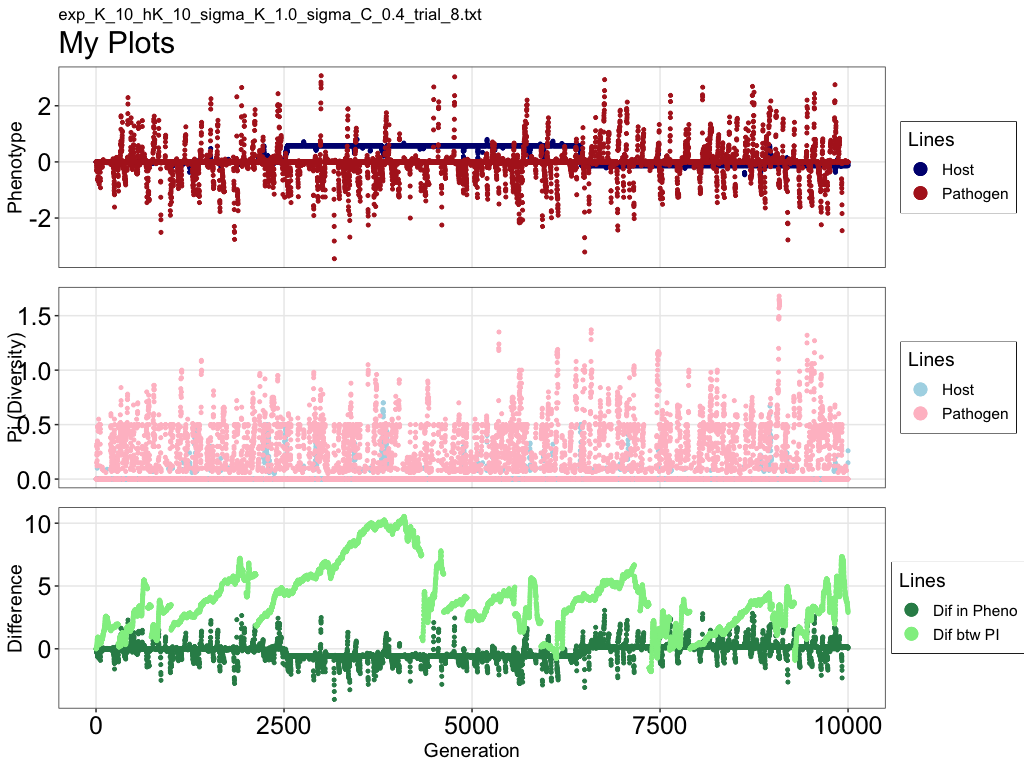 exp_K_10_hK_10_sigma_K_1.0_sigma_C_0.4_trial_8.txt
My Plots
Phenotype
2
0
-2
Lines
Host
Pathogen
Pi (Diversity)
1.5
1.0
0.5
0.0
Lines
Host
Pathogen
Difference
10
5
0
Lines
Dif in Pheno
Dif btw PI
0
2500
5000
7500
10000
Generation